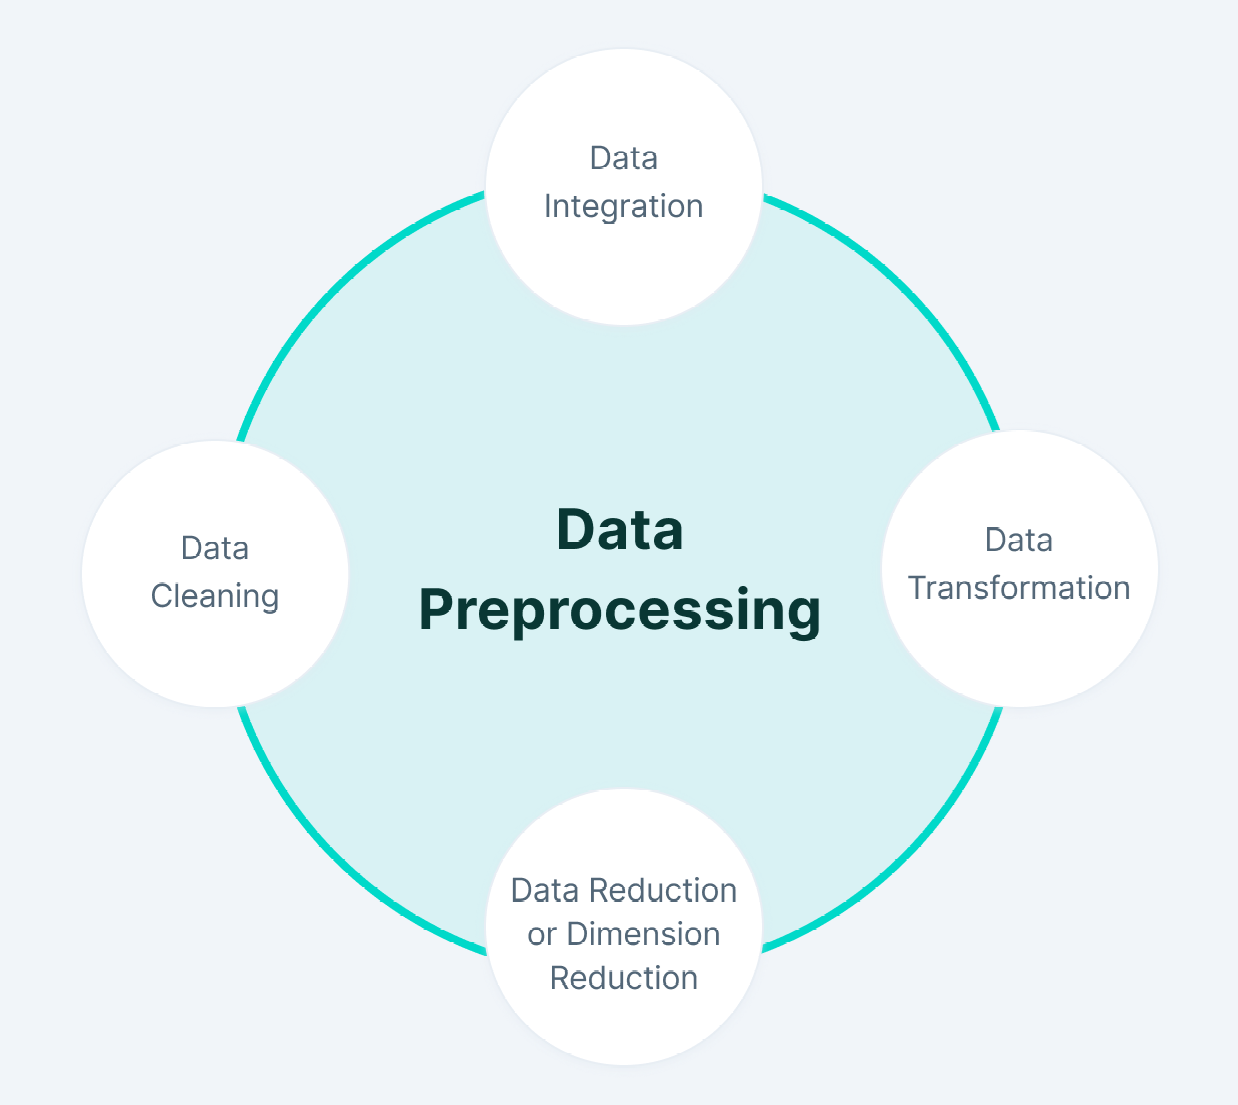 Data
Integration
Data
Cleaning
Data
Preprocessing
Data
Transformation
Data Reduction
or Dimension
Reduction